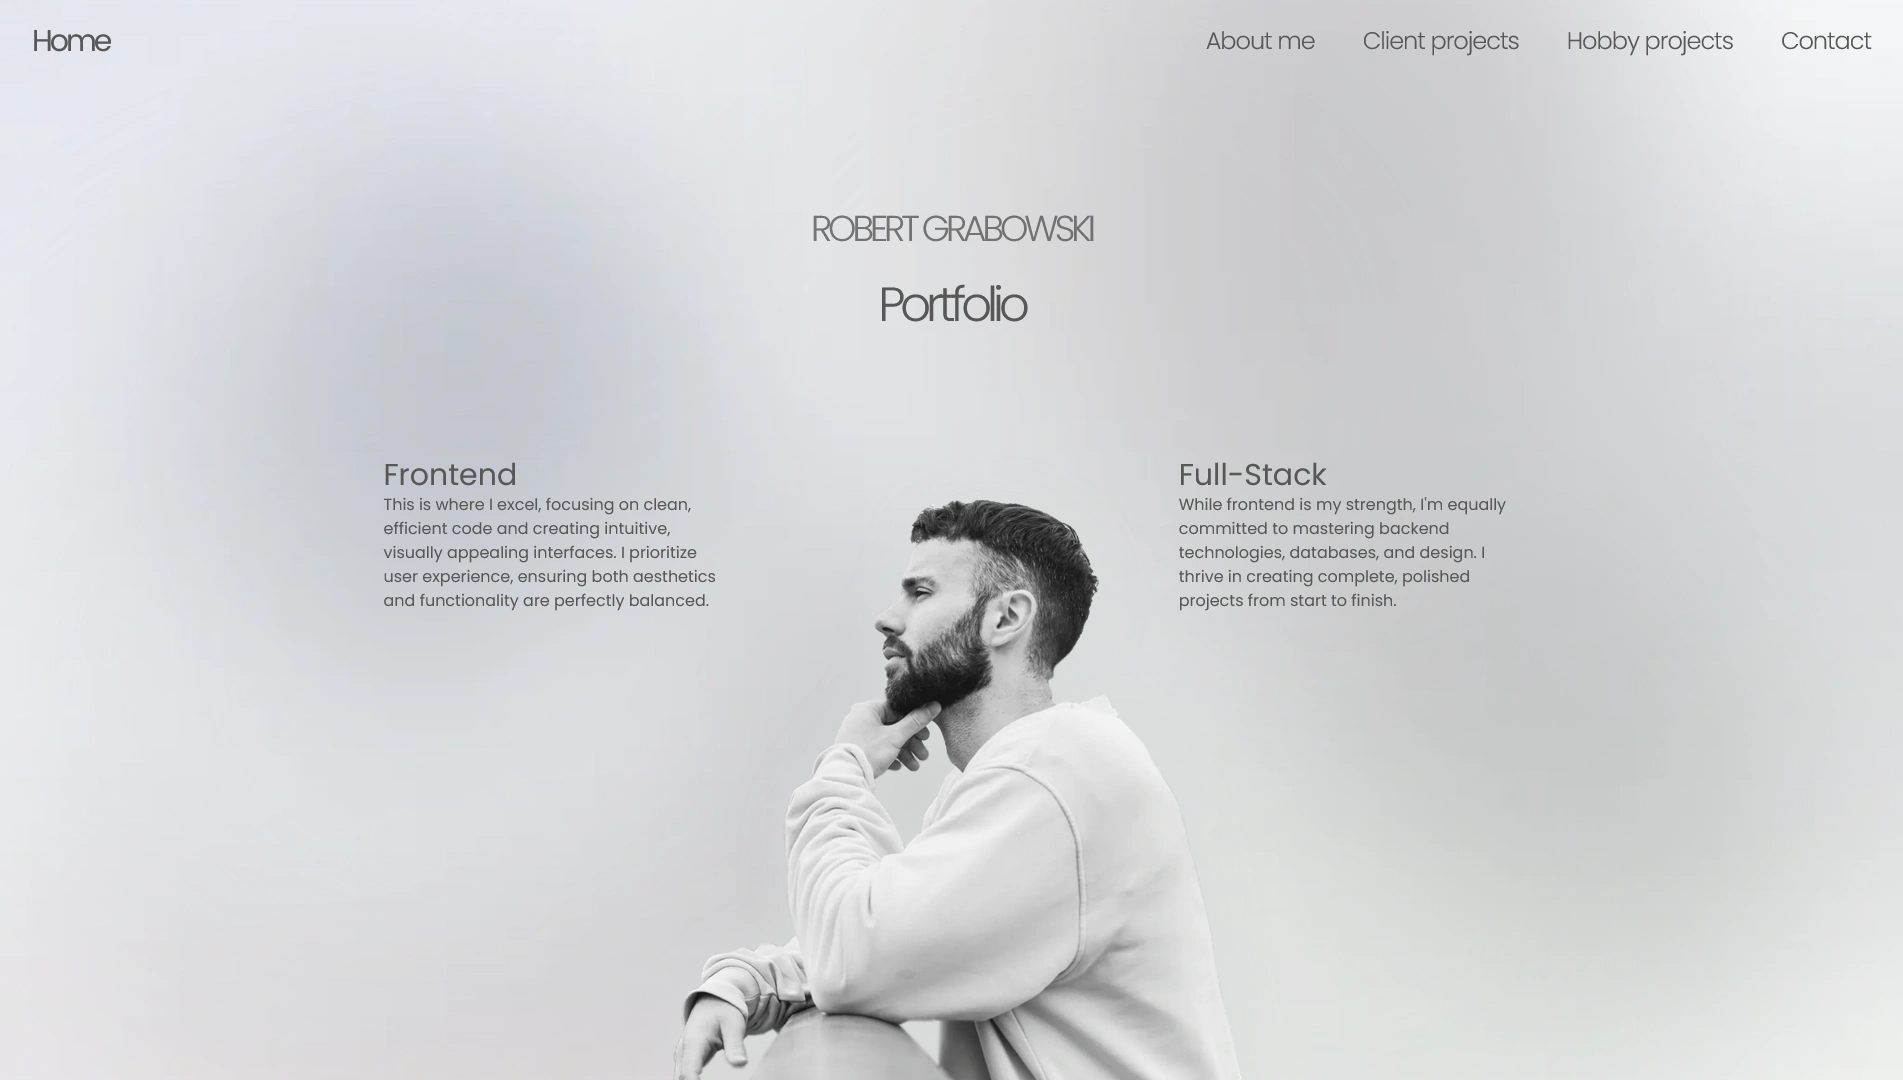 Home
About me
Client projects
Hobby projects
Contact
ROBERT GRABOWSKI
Portfolio
Frontend
This is where I excel, focusing on clean,
efficient code and creating intuitive,
visually appealing interfaces. I prioritize
user experience, ensuring both aesthetics
and functionality are perfectly balanced.
Full-Stack
While frontend is my strength, I'm equally
committed to mastering backend
technologies, databases, and design. I
thrive in creating complete, polished
projects from start to finish.